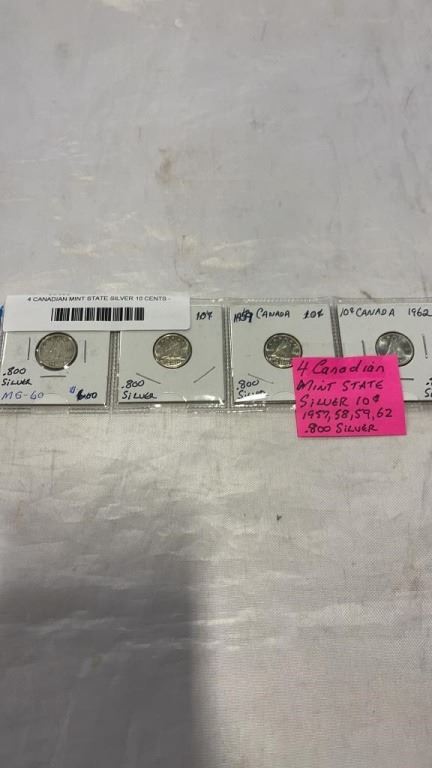 4 CANADIAN MINT STATE SILVER 10 CENTS -
10¢
1959 CANADA 10¢
10¢ CANADA 1962
.800
SILVER
MS-60
.800
SILVER
.800
SILVER
4 Canadian
MINT STATE
SILVER 10¢
1957, 58, 59, 62
.800 SILVER